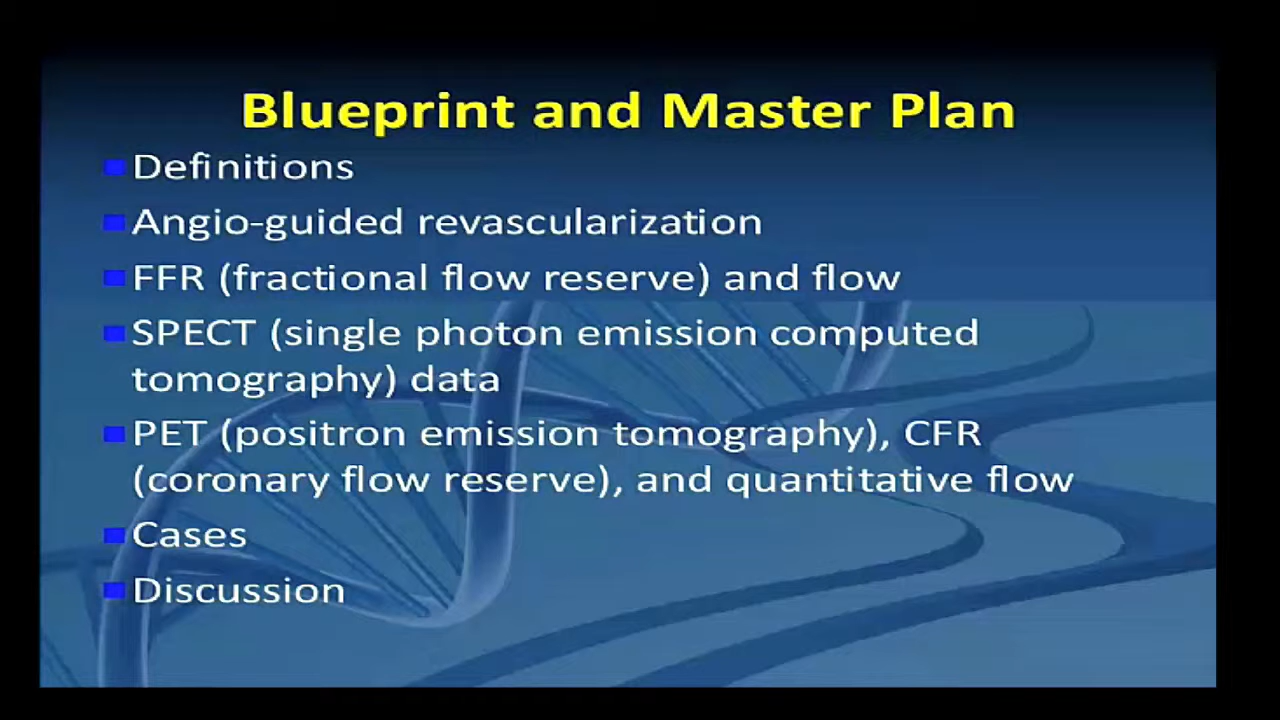 Blueprint and Master Plan
Definitions
Angio-guided revascularization
FFR (fractional flow reserve) and flow
SPECT (single photon emission computed
tomography) data
PET (positron emission tomography), CFR
(coronary flow reserve), and quantitative flow
Cases
Discussion